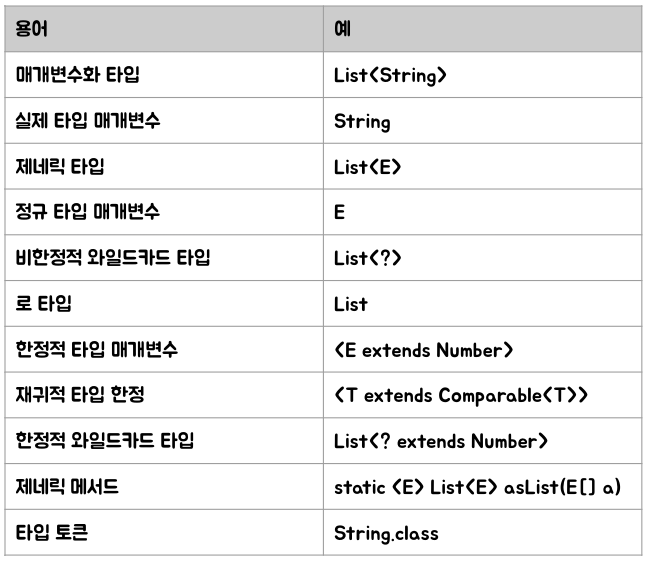 용어 예
매개변수화 타입 List<String>
실제 타입 매개변수 String
제네릭 타입 List<E>
정규 타입 매개변수 E
비한정적 와일드카드 타입 List<?>
로 타입 List
한정적 타입 매개변수 <E extends Number>
재귀적 타입 한정 <T extends Comparable<T>>
한정적 와일드카드 타입 List<? extends Number>
제네릭 메서드 static <E> List<E> asList(E[] a)
타입 토큰 String.class